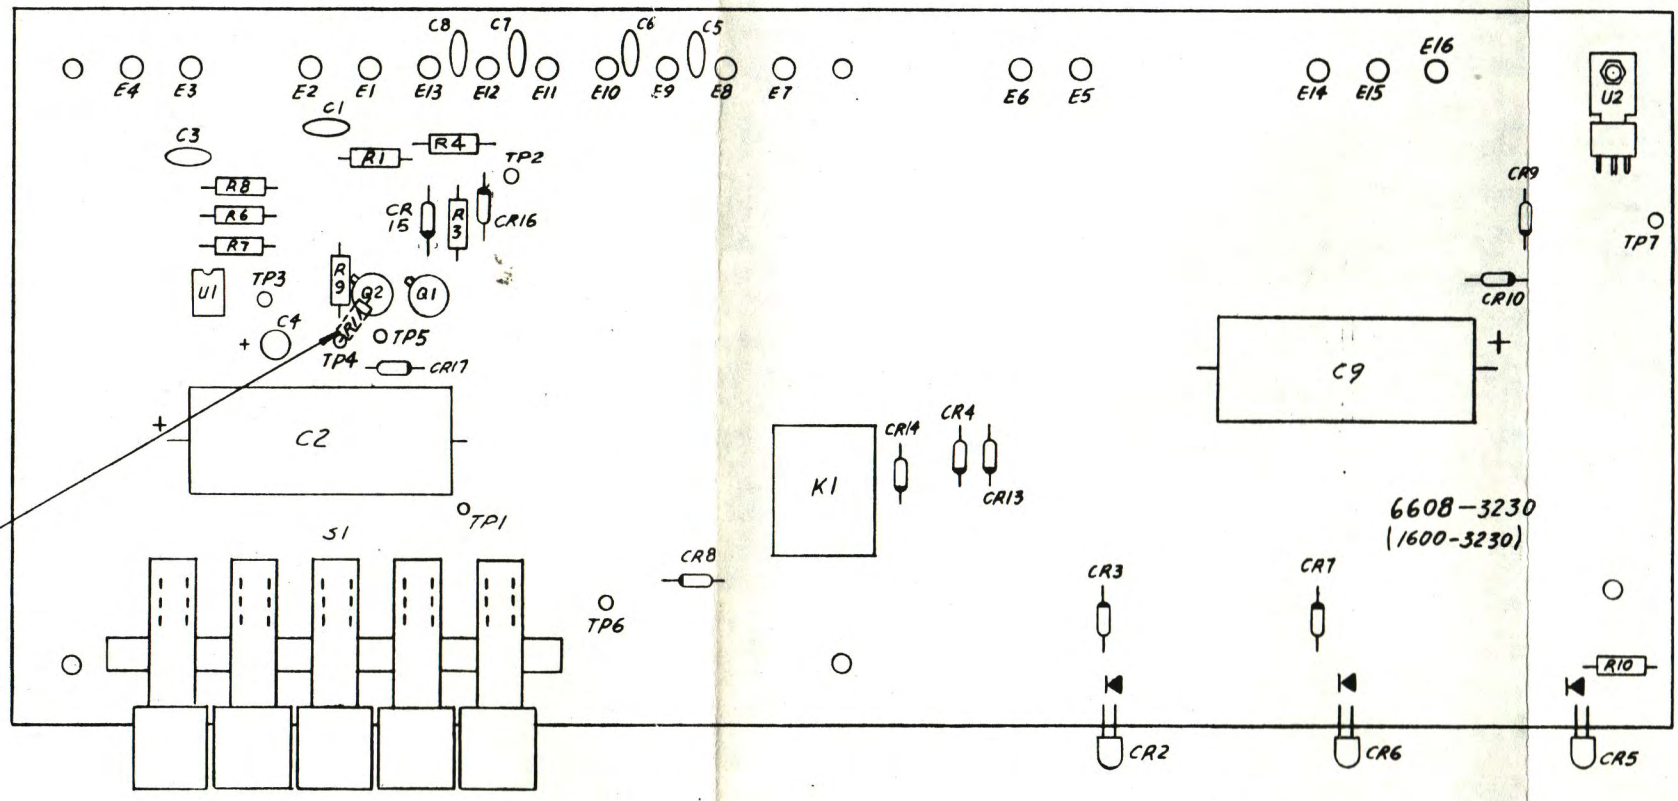 C8
C7
C6
C5
E16
E4
E3
E2
E1
E13
E12
E11
E10
E9
E8
E7
E6
E5
E14
E15
U2
C1
C3
R1
R4
TP2
R8
R6
R7
CR
15
R
3
CR16
CR9
TP7
U1
TP3
R
9
Q2
Q1
CR10
C4
+
TP4
TP5
CR17
+
C9
+
C2
CR14
CR4
K1
CR13
TP1
S1
6608-3230
(1600-3230)
CR8
CR3
CR7
TP6
R10
CR2
CR6
CR5